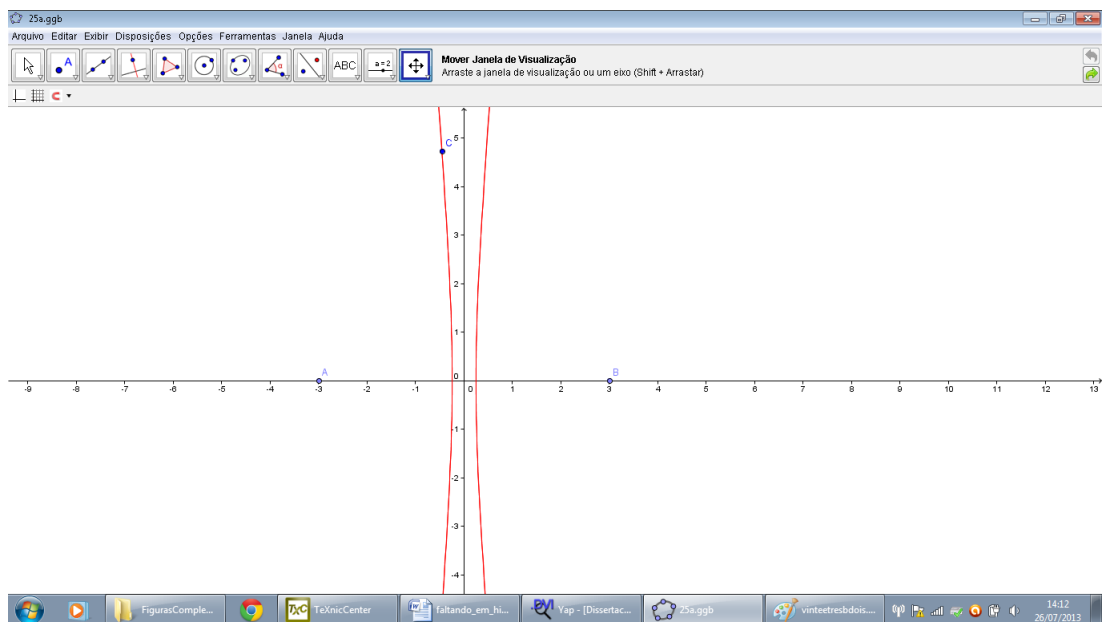 25a.ggb
Arquivo Editar Exibir Disposições Opções Ferramentas Janela Ajuda
A
α
ABC
a=2
Mover Janela de Visualização
Arraste a janela de visualização ou um eixo (Shift + Arrastar)
C
5
4
3
2
1
0
A
B
-9 -8 -7 -6 -5 -4 -3 -2 -1 0 1 2 3 4 5 6 7 8 9 10 11 12 13
-1
-2
-3
-4
FigurasComple...
TXC TeXnicCenter
faltando_em_hi...
DVI Yap - [Dissertac...
25a.ggb
vinteetresbdois....
14:12
26/07/2013